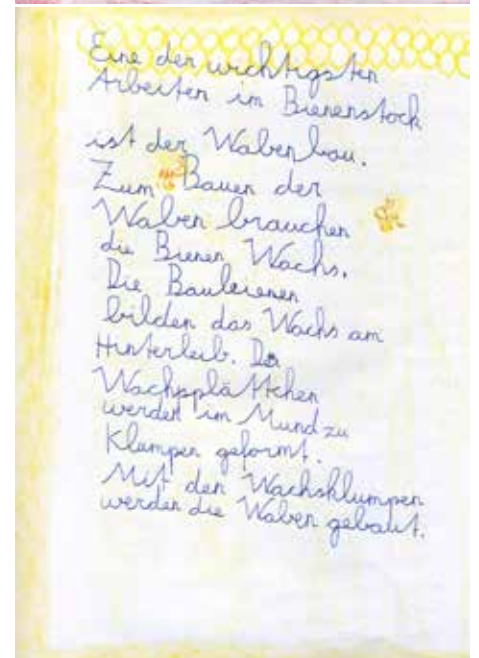 Eine der wichtigsten
Arbeiten im Bienenstock
ist der Wabenbau.
Zum Bauen der
Waben brauchen
die Bienen Wachs.
Die Baubienen
bilden das Wachs am
Hinterleib. Die
Wachsplättchen
werden im Mund zu
Klumpen geformt.
Mit den Wachsklumpen
werden die Waben gebaut.